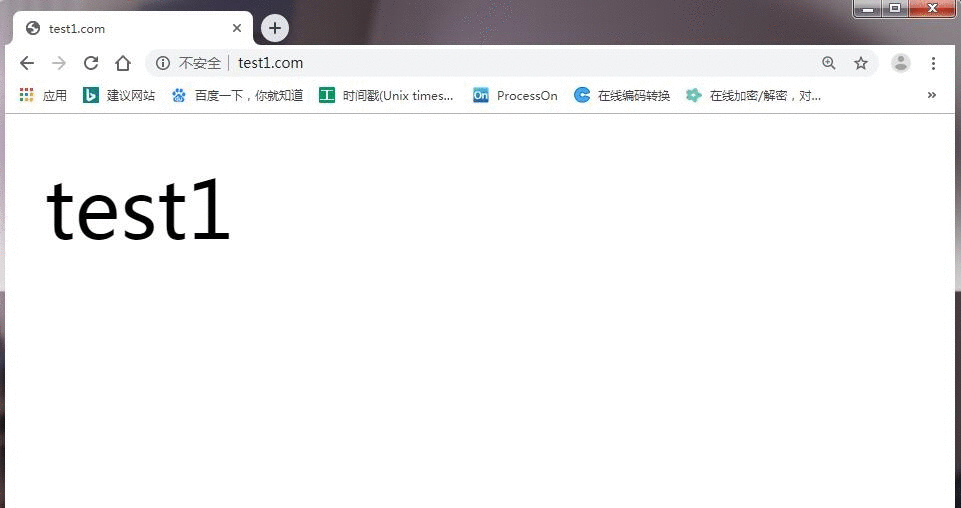 test1.com
不安全 test1.com
应用 建议网站 百度一下，你就知道 时间戳(Unix times... On ProcessOn 在线编码转换 在线加密/解密，对...
test1